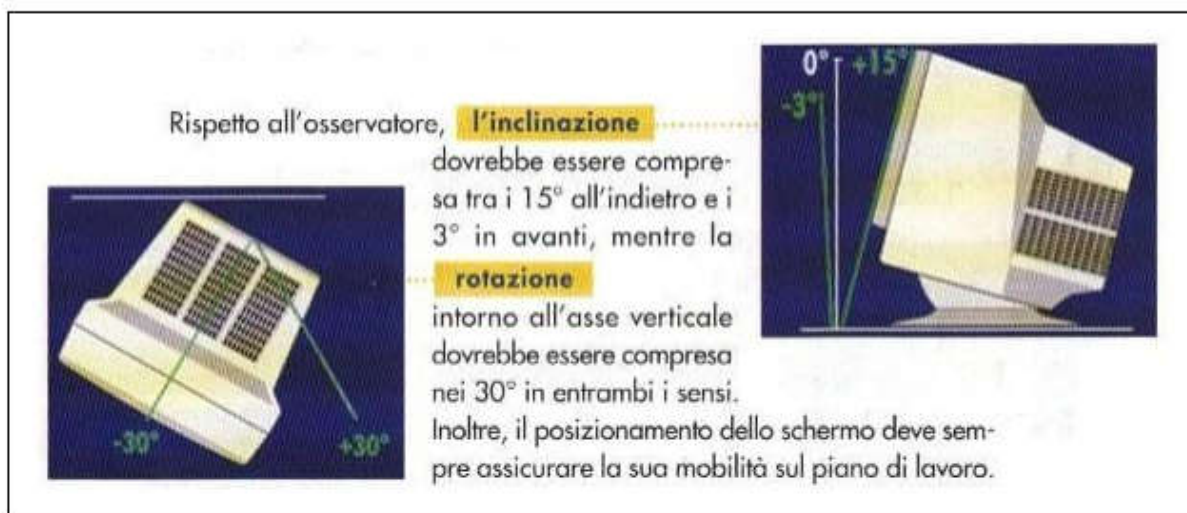 0° +15°
-3°
Rispetto all'osservatore, l'inclinazione
dovrebbe essere compre-
sa tra i 15° all'indietro e i
3° in avanti, mentre la
rotazione
intorno all'asse verticale
dovrebbe essere compresa
nei 30° in entrambi i sensi.
Inoltre, il posizionamento dello schermo deve sem-
pre assicurare la sua mobilità sul piano di lavoro.
-30° +30°